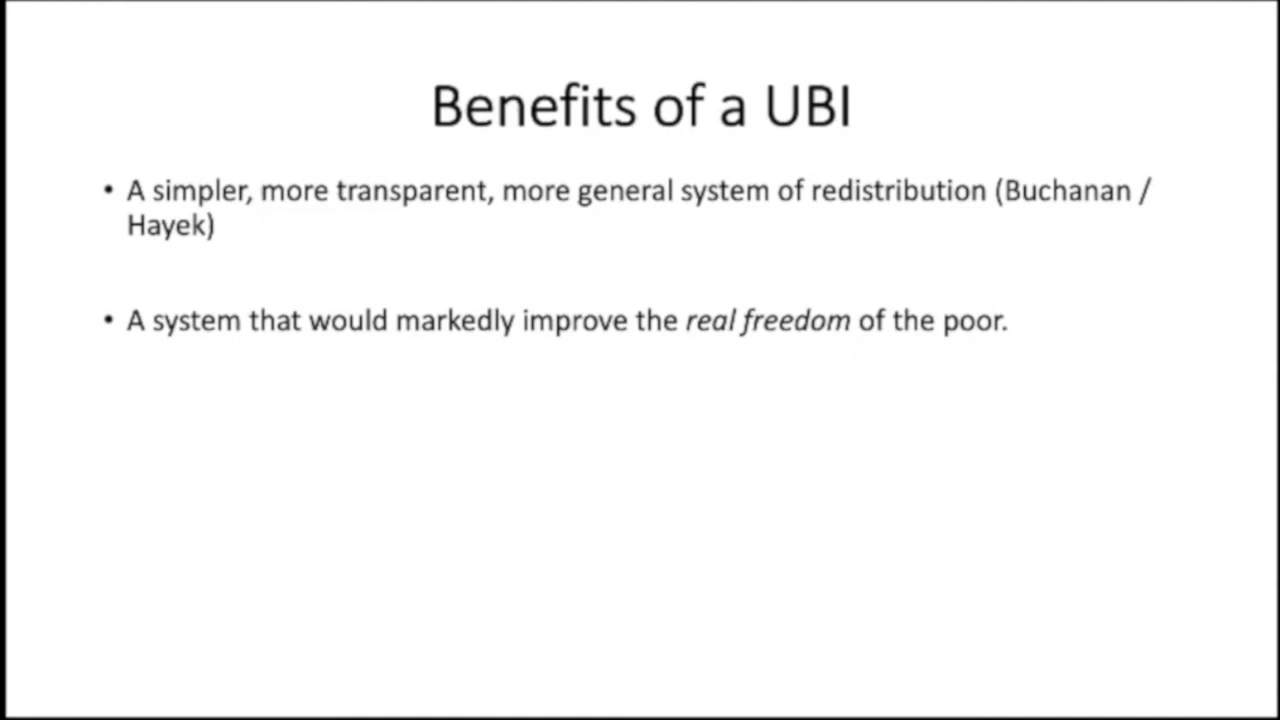 Benefits of a UBI
• A simpler, more transparent, more general system of redistribution (Buchanan /
Hayek)
• A system that would markedly improve the real freedom of the poor.